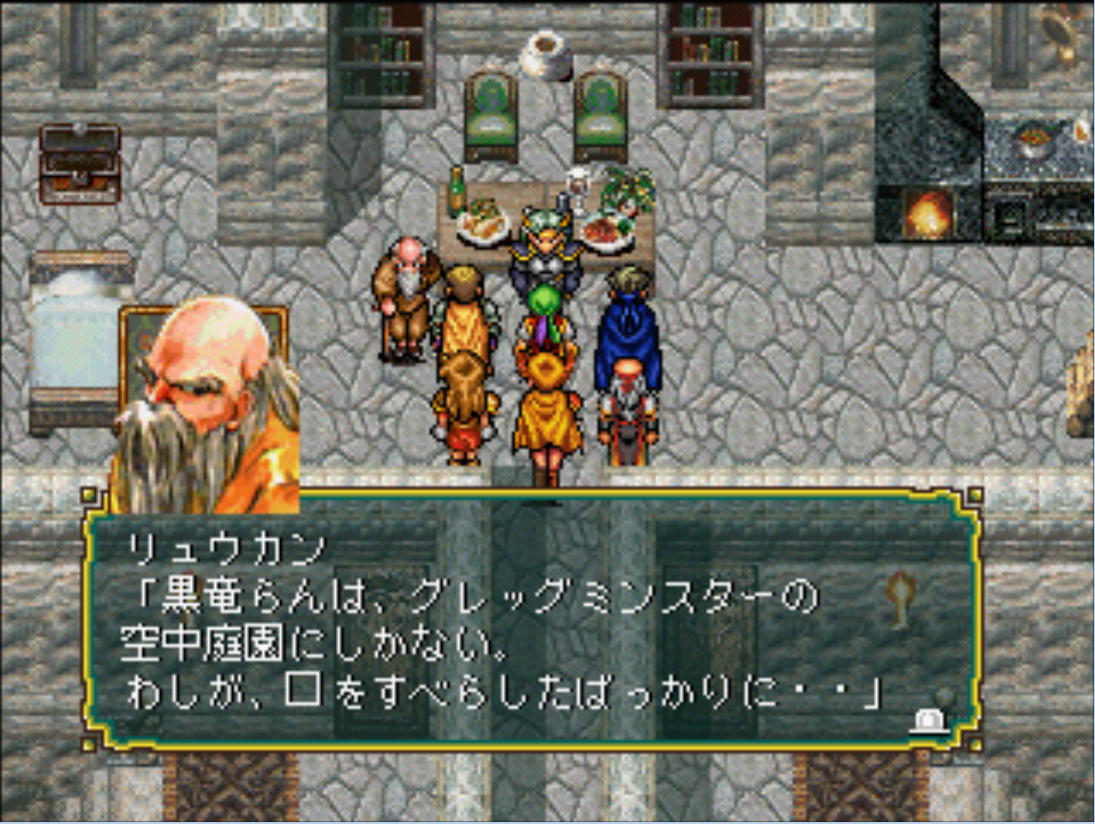 リュウカン
「黒竜らんは、グレッグミンスターの
空中庭園にしかない。
わしが、口をすべらしたばっかりに・・」